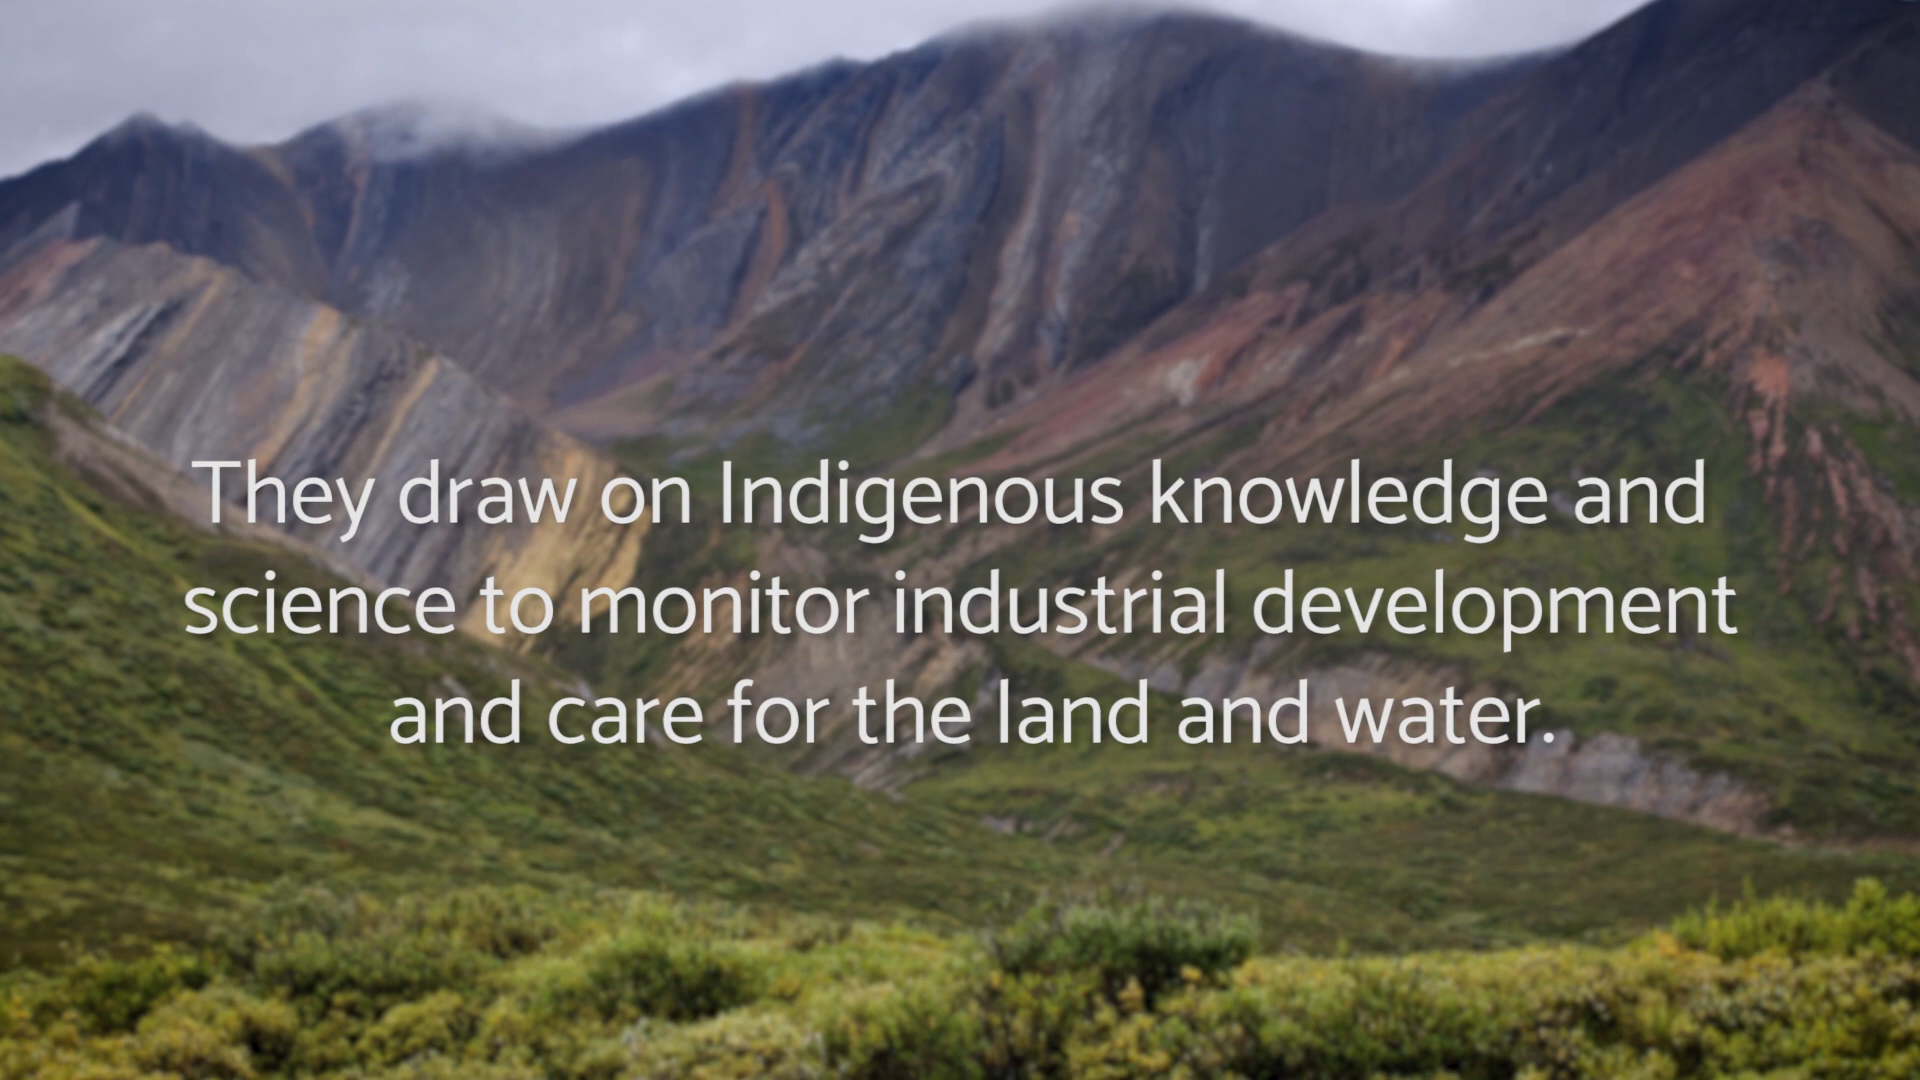 They draw on Indigenous knowledge and
science to monitor industrial development
and care for the land and water.